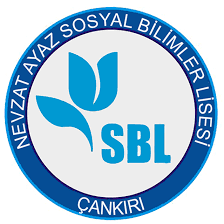 NEVZAT AYAZ SOSYAL BİLİMLER LİSESİ
SBL
ÇANKIRI